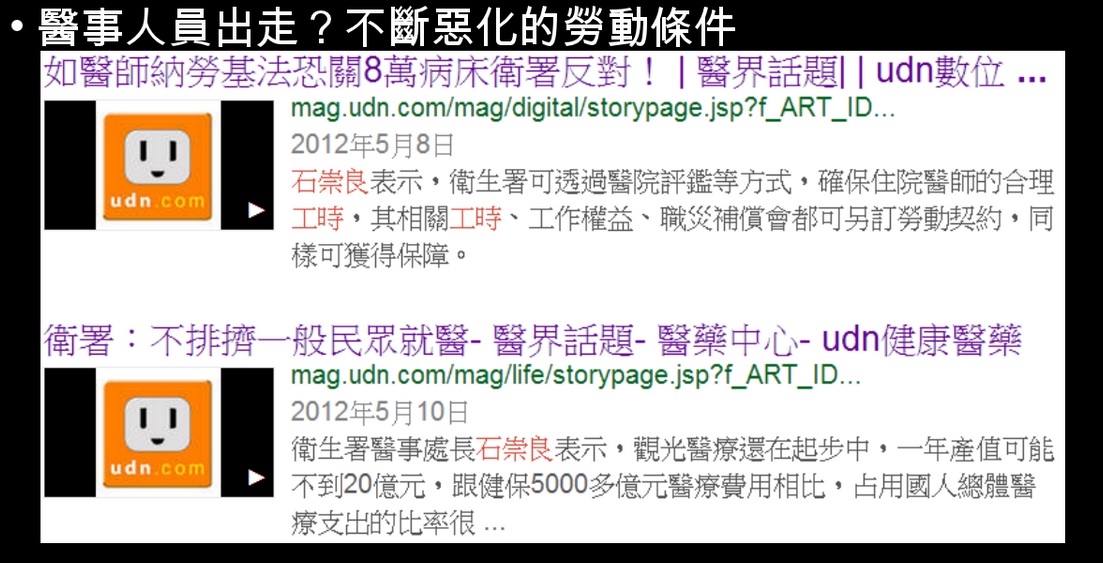 • 醫事人員出走？不斷惡化的勞動條件
如醫師納勞基法恐關8萬病床衛署反對！ | 醫界話題| | udn數位 ...
udn.com
mag.udn.com/mag/digital/storypage.jsp?f_ART_ID...
2012年5月8日
石崇良表示，衛生署可透過醫院評鑑等方式，確保住院醫師的合理
工時，其相關工時、工作權益、職災補償會都可另訂勞動契約，同
樣可獲得保障。
衛署：不排擠一般民眾就醫- 醫界話題- 醫藥中心- udn健康醫藥
udn.com
mag.udn.com/mag/life/storypage.jsp?f_ART_ID...
2012年5月10日
衛生署醫事處長石崇良表示，觀光醫療還在起步中，一年產值可能
不到20億元，跟健保5000多億元醫療費用相比，占用國人總體醫
療支出的比率很 ...